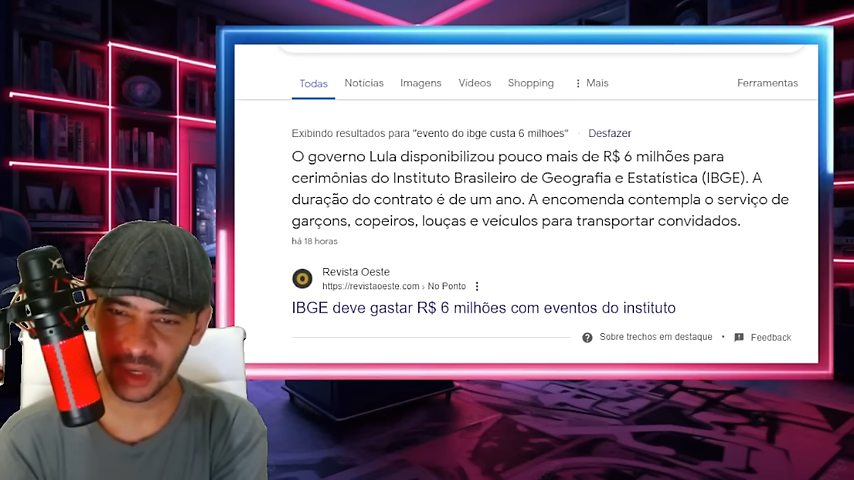 Todas Notícias Imagens Vídeos Shopping Mais Ferramentas
Exibindo resultados para "evento do ibge custa 6 milhoes" · Desfazer
O governo Lula disponibilizou pouco mais de R$ 6 milhões para
cerimônias do Instituto Brasileiro de Geografia e Estatística (IBGE). A
duração do contrato é de um ano. A encomenda contempla o serviço de
garçons, copeiros, louças e veículos para transportar convidados.
há 18 horas
Revista Oeste
https://revistaoeste.com › No Ponto
IBGE deve gastar R$ 6 milhões com eventos do instituto
Sobre trechos em destaque • Feedback